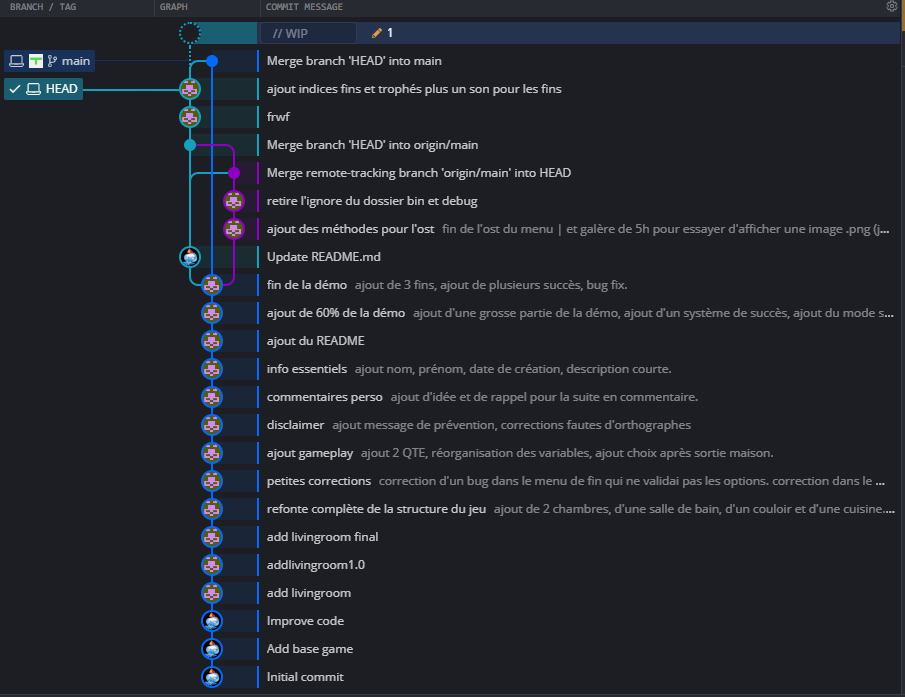 BRANCH / TAG GRAPH COMMIT MESSAGE
// WIP 1
main Merge branch 'HEAD' into main
HEAD ajout indices fins et trophés plus un son pour les fins
frwf
Merge branch 'HEAD' into origin/main
Merge remote-tracking branch 'origin/main' into HEAD
retire l'ignore du dossier bin et debug
ajout des méthodes pour l'ost fin de l'ost du menu | et galère de 5h pour essayer d'afficher une image .png (j...
Update README.md
fin de la démo ajout de 3 fins, ajout de plusieurs succès, bug fix.
ajout de 60% de la démo ajout d'une grosse partie de la démo, ajout d'un système de succès, ajout du mode s...
ajout du README
info essentiels ajout nom, prénom, date de création, description courte.
commentaires perso ajout d'idée et de rappel pour la suite en commentaire.
disclaimer ajout message de prévention, corrections fautes d'orthographes
ajout gameplay ajout 2 QTE, réorganisation des variables, ajout choix après sortie maison.
petites corrections correction d'un bug dans le menu de fin qui ne validai pas les options. correction dans le ...
refonte complète de la structure du jeu ajout de 2 chambres, d'une salle de bain, d'un couloir et d'une cuisine....
add livingroom final
addlivingroom1.0
add livingroom
Improve code
Add base game
Initial commit